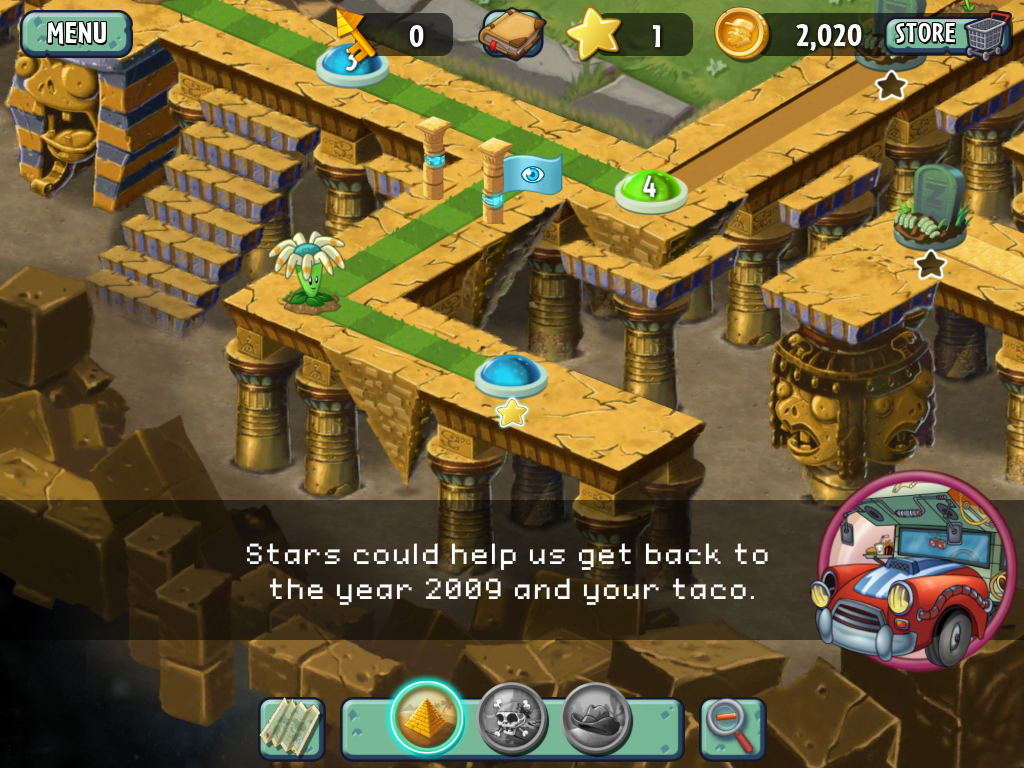 MENU
3
0
1
2,020
STORE
4
Stars could help us get back to
the year 2009 and your taco.